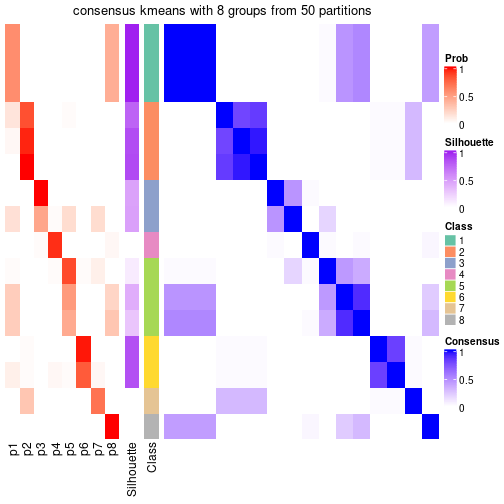 consensus kmeans with 8 groups from 50 partitions
Prob
1
0.5
0
Silhouette
1
0.5
0
Class
1
2
3
4
5
6
7
8
Consensus
1
0.5
0
p1
p2
p3
p4
p5
p6
p7
p8
Silhouette
Class